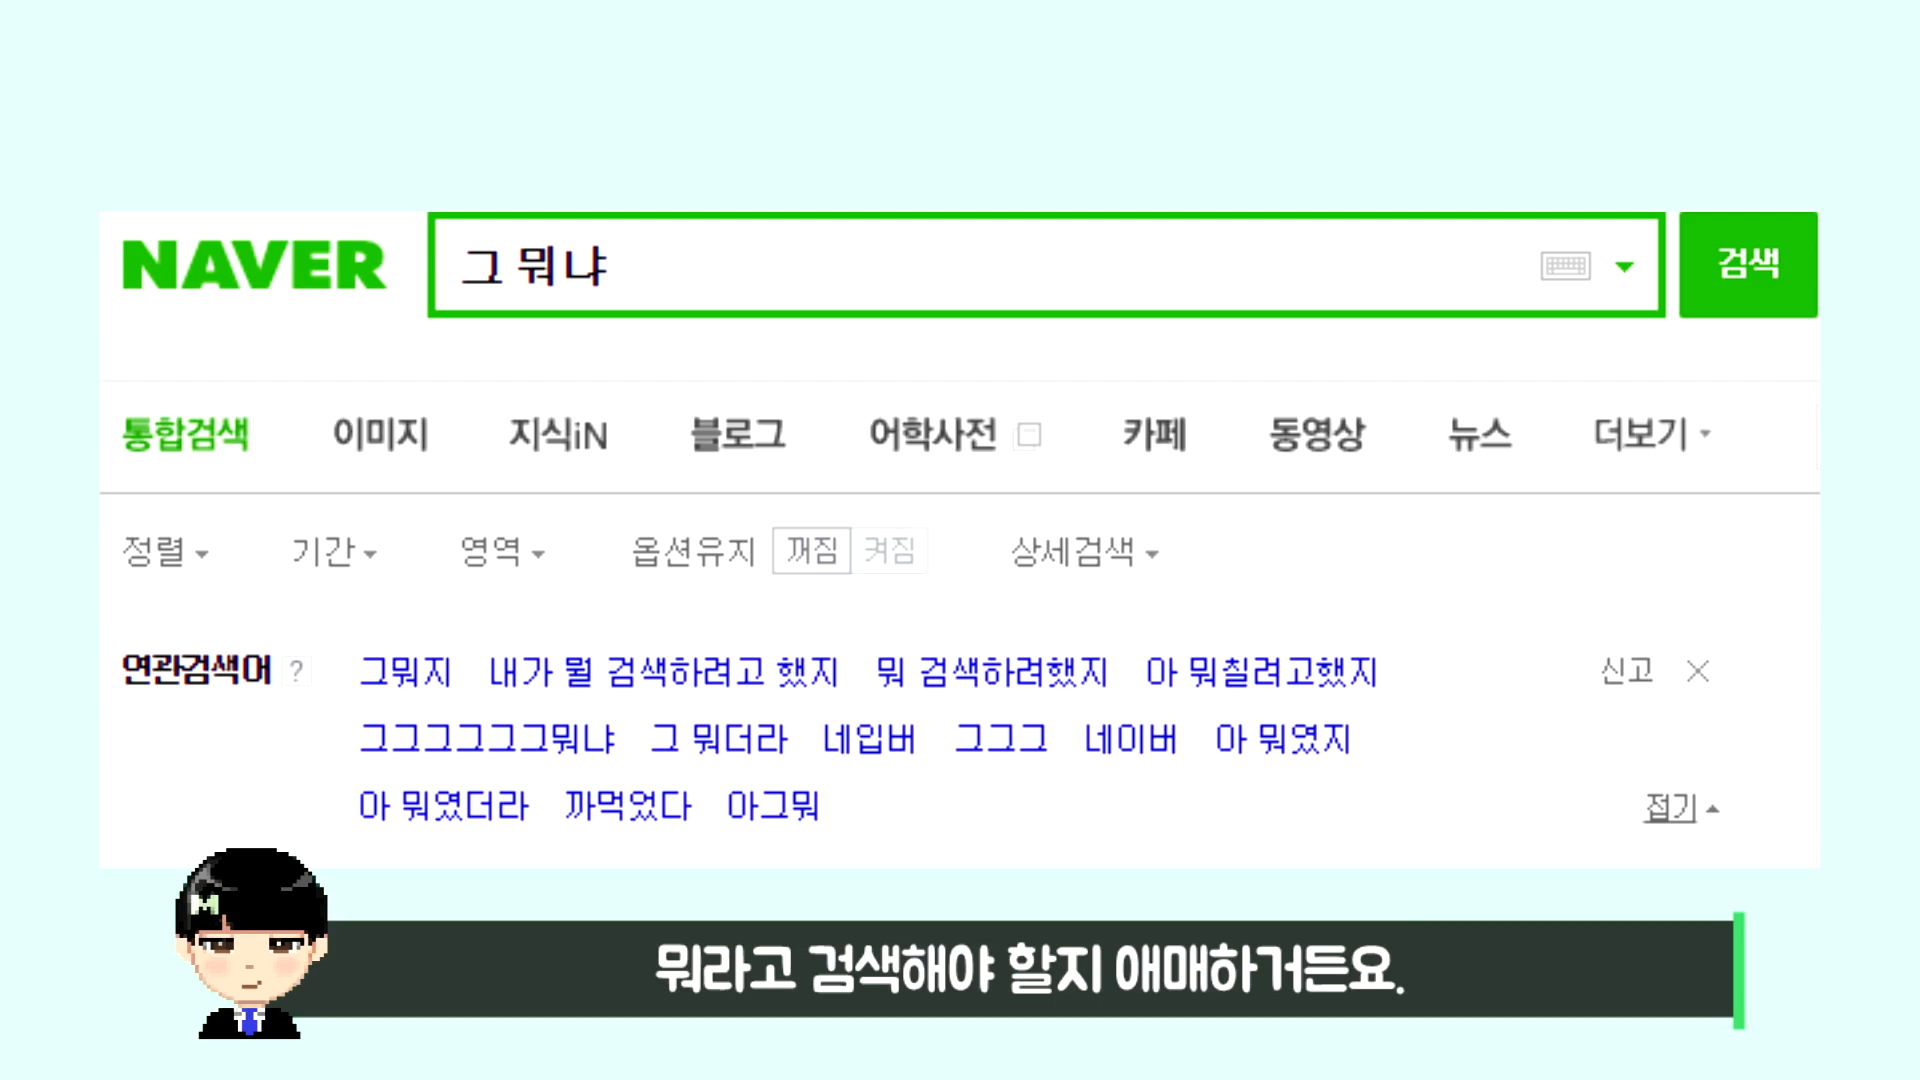 NAVER 그 뭐냐 검색
통합검색 이미지 지식iN 블로그 어학사전 카페 동영상 뉴스 더보기
정렬 기간 영역 옵션유지 꺼짐 켜짐 상세검색
연관검색어 ? 그뭐지 내가 뭘 검색하려고 했지 뭐 검색하려했지 아 뭐칠려고했지 신고
그그그그그그뭐냐 그 뭐더라 네입버 그그그 네이버 아 뭐였지
아 뭐였더라 까먹었다 아그뭐 접기
뭐라고 검색해야 할지 애매하거든요.